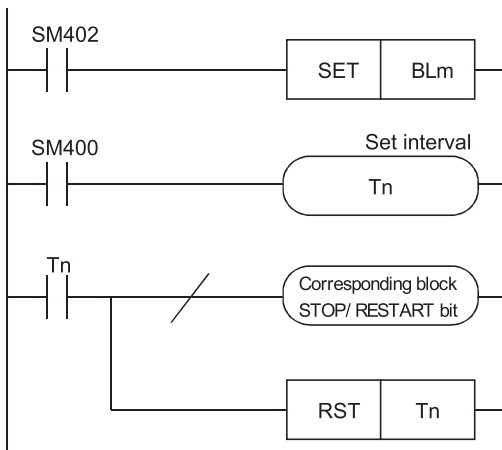 SM402
SET BLm
SM400
Set interval
Tn
Tn
Corresponding block
STOP/ RESTART bit
RST Tn